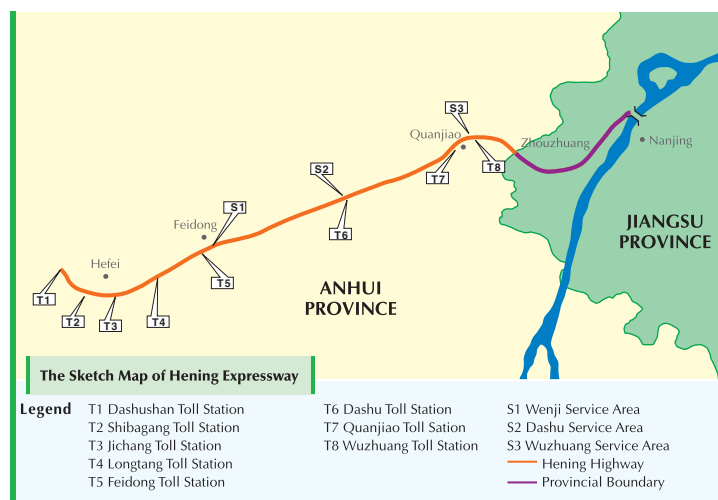 S3
Quanjiao
Zhouzhuang
Nanjing
T8
T7
S2
S1
Feidong
T6
JIANGSU
PROVINCE
Hefei
T5
ANHUI
PROVINCE
T1
T2
T3
T4
The Sketch Map of Hening Expressway
Legend
T1 Dashushan Toll Station
T2 Shibagang Toll Station
T3 Jichang Toll Station
T4 Longtang Toll Station
T5 Feidong Toll Station
T6 Dashu Toll Station
T7 Quanjiao Toll Sation
T8 Wuzhuang Toll Station
S1 Wenji Service Area
S2 Dashu Service Area
S3 Wuzhuang Service Area
Hening Highway
Provincial Boundary